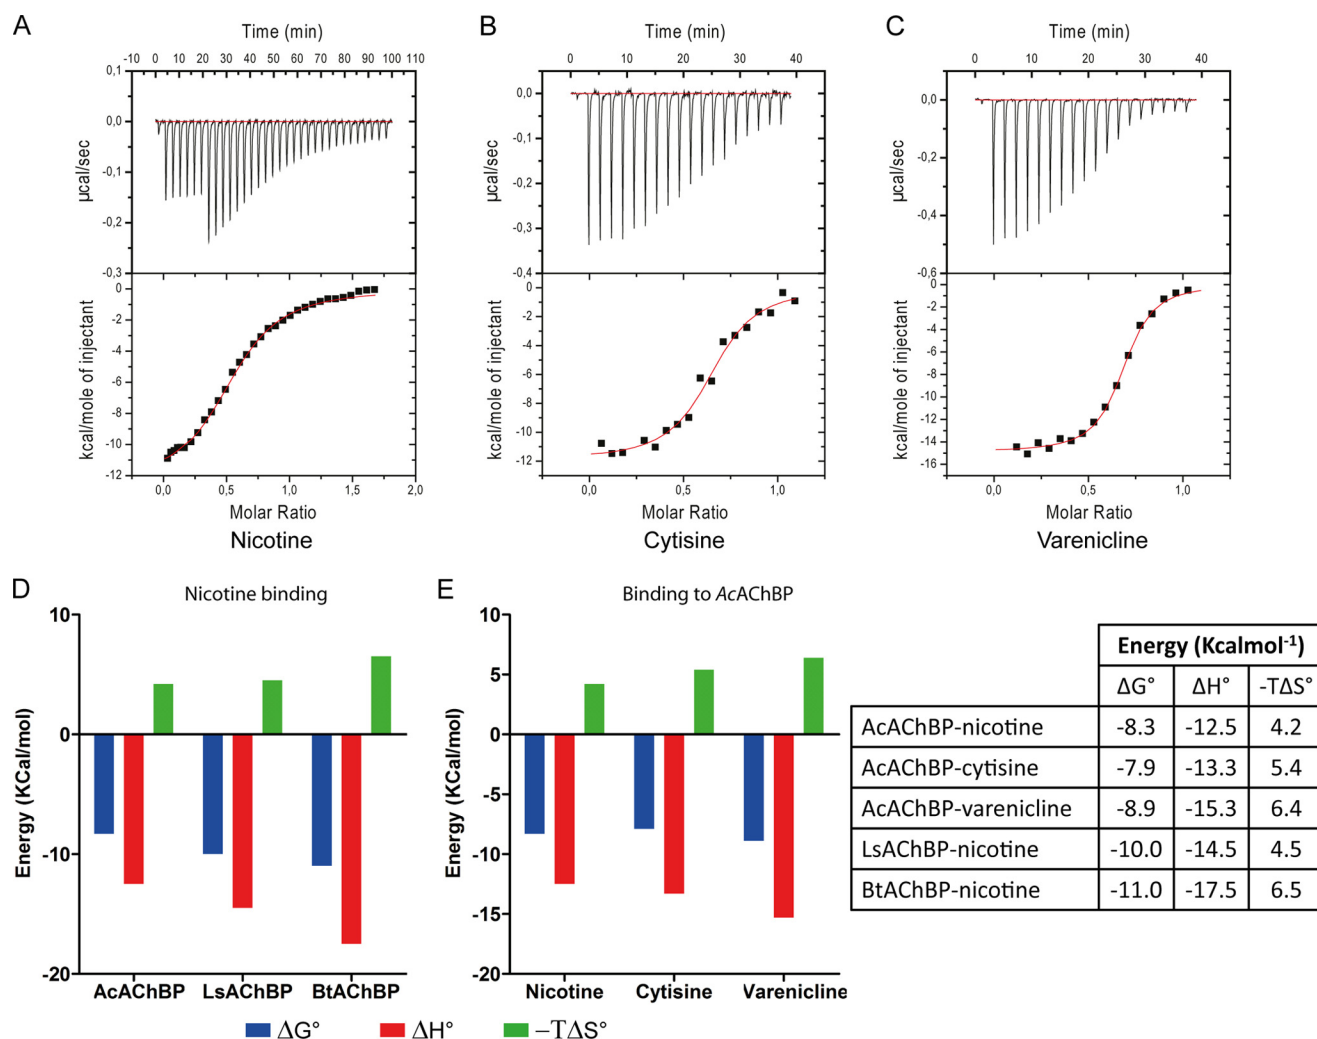 A
Time (min)
-10 0 10 20 30 40 50 60 70 80 90 100 110
0,1
0,0
-0,1
-0,2
-0,3
µcal/sec
0
-2
-4
-6
-8
-10
-12
kcal/mole of injectant
0,0 0,5 1,0 1,5 2,0
Molar Ratio
Nicotine
B
Time (min)
0 10 20 30 40
0,0
-0,1
-0,2
-0,3
-0,4
µcal/sec
0
-2
-4
-6
-8
-10
-12
kcal/mole of injectant
0,0 0,5 1,0
Molar Ratio
Cytisine
C
Time (min)
0 10 20 30 40
0,0
-0,2
-0,4
-0,6
µcal/sec
0
-2
-4
-6
-8
-10
-12
-14
-16
kcal/mole of injectant
0,0 0,5 1,0
Molar Ratio
Varenicline
D
Nicotine binding
10
0
-10
-20
Energy (KCal/mol)
AcAChBP LsAChBP BtAChBP
E
Binding to AcAChBP
10
5
0
-5
-10
-15
-20
Energy (KCal/mol)
Nicotine Cytisine Varenicline
ΔG° ΔH° –TΔS°
Energy (Kcalmol-1)
ΔG° ΔH° -TΔS°
AcAChBP-nicotine -8.3 -12.5 4.2
AcAChBP-cytisine -7.9 -13.3 5.4
AcAChBP-varenicline -8.9 -15.3 6.4
LsAChBP-nicotine -10.0 -14.5 4.5
BtAChBP-nicotine -11.0 -17.5 6.5